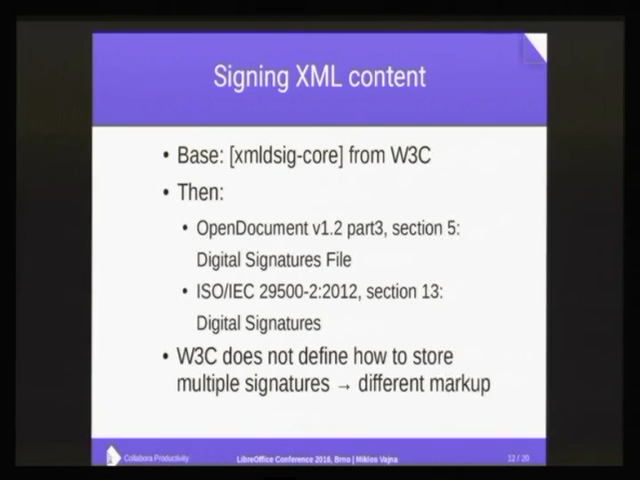 Signing XML content
• Base: [xmldsig-core] from W3C
• Then:
• OpenDocument v1.2 part3, section 5:
Digital Signatures File
• ISO/IEC 29500-2:2012, section 13:
Digital Signatures
• W3C does not define how to store
multiple signatures → different markup
Collabora Productivity
LibreOffice Conference 2016, Brno | Miklos Vajna
12 / 20